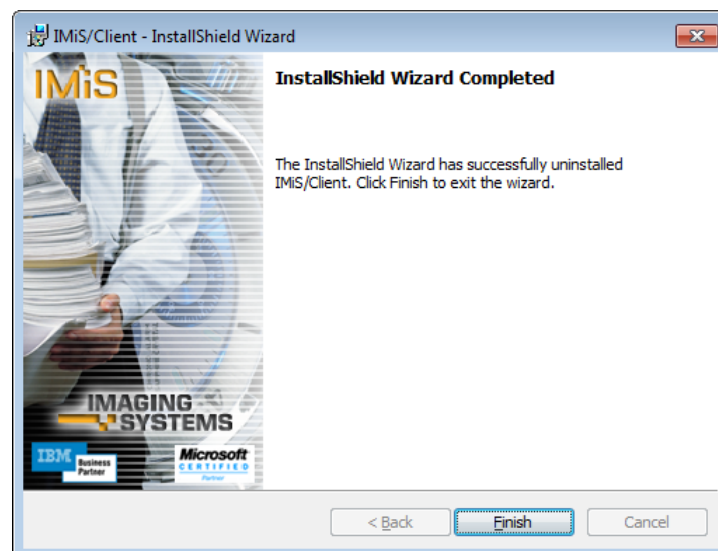 IMiS/Client - InstallShield Wizard
IMiS
InstallShield Wizard Completed
The InstallShield Wizard has successfully uninstalled
IMiS/Client. Click Finish to exit the wizard.
IMAGING
SYSTEMS
IBM Business
Partner
Microsoft
CERTIFIED
Partner
< Back
Finish
Cancel